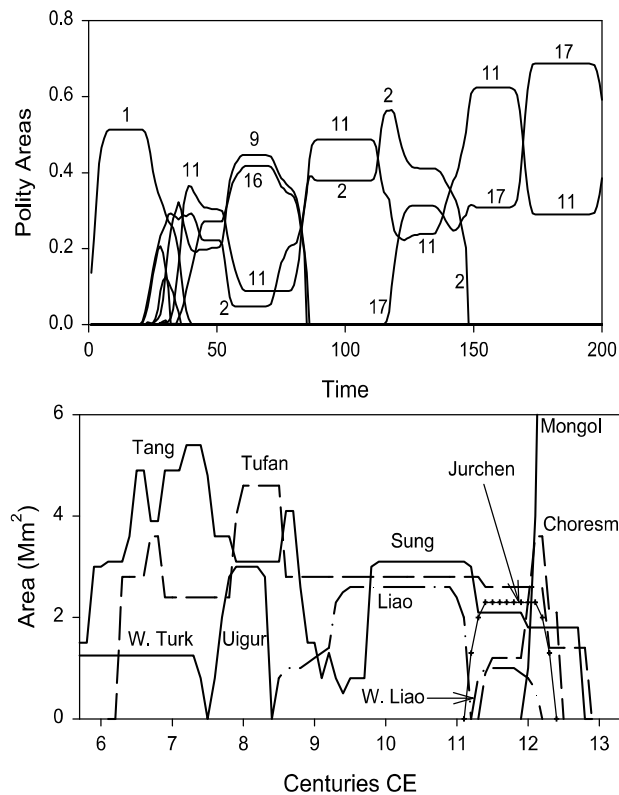 0.8
0.6
0.4
0.2
0.0
Polity Areas
1
11
9
16
11
2
11
2
2
17
11
11
17
2
17
11
0
50
100
150
200
Time
6
4
2
0
Area (Mm²)
Tang
Tufan
Mongol
Jurchen
Choresm
Sung
W. Turk
Uigur
Liao
W. Liao
6
7
8
9
10
11
12
13
Centuries CE